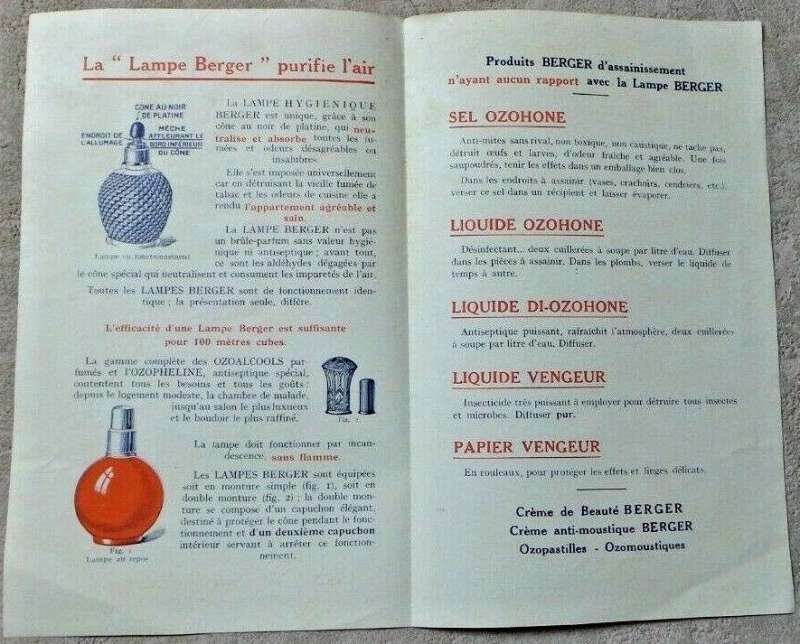 La “ Lampe Berger ” purifie l'air
CÔNE AU NOIR
DE PLATINE
ENDROIT DE
L'ALLUMAGE
MÈCHE
AFFLEURANT LE
BORD INFÉRIEUR
DU CÔNE
Lampe en fonctionnement
La LAMPE HYGIENIQUE
BERGER est unique, grâce à son
cône au noir de platine, qui neu-
tralise et absorbe toutes les fu-
mées et odeurs désagréables ou
insalubres.
Elle s'est imposée universellement
car en détruisant la vieille fumée de
tabac et les odeurs de cuisine elle a
rendu l'appartement agréable et
sain.
La LAMPE BERGER n'est pas
un brûle-parfum sans valeur hygié-
nique ni antiseptique ; avant tout,
ce sont les aldéhydes dégagées par
le cône spécial qui neutralisent et consument les impuretés de l'air.
Toutes les LAMPES BERGER sont de fonctionnement iden-
tique ; la présentation seule, diffère.
L'efficacité d'une Lampe Berger est suffisante
pour 100 mètres cubes.
La gamme complète des OZOALCOOLS par-
fumés et l'OZOPHELINE, antiseptique spécial,
contentent tous les besoins et tous les goûts :
depuis le logement modeste, la chambre de malade,
jusqu'au salon le plus luxueux
et le boudoir le plus raffiné.
Fig. 2
La lampe doit fonctionner par incan-
descence, sans flamme.
Les LAMPES BERGER sont équipées
soit en monture simple (fig. 1), soit en
double monture (fig. 2) ; la double mon-
ture se compose d'un capuchon élégant,
destiné à protéger le cône pendant le fonc-
tionnement et d'un deuxième capuchon
intérieur servant à arrêter ce fonction-
nement.
Fig. 1
Lampe au repos
Produits BERGER d'assainissement
n'ayant aucun rapport avec la Lampe BERGER
SEL OZOHONE
Anti-mites sans rival, non toxique, non caustique, ne tache pas,
détruit œufs et larves, d'odeur fraîche et agréable. Une fois
saupoudrés, tenir les effets dans un emballage bien clos.
Dans les endroits à assainir (vases, crachoirs, cendriers, etc.),
verser ce sel dans un récipient et laisser évaporer.
LIQUIDE OZOHONE
Désinfectant... deux cuillerées à soupe par litre d'eau. Diffuser
dans les pièces à assainir. Dans les plombs, verser le liquide de
temps à autre.
LIQUIDE DI-OZOHONE
Antiseptique puissant, rafraîchit l'atmosphère, deux cuillerées
à soupe par litre d'eau. Diffuser.
LIQUIDE VENGEUR
Insecticide très puissant à employer pour détruire tous insectes
et microbes. Diffuser pur.
PAPIER VENGEUR
En rouleaux, pour protéger les effets et linges délicats.
Crème de Beauté BERGER
Crème anti-moustique BERGER
Ozopastilles - Ozomoustiques